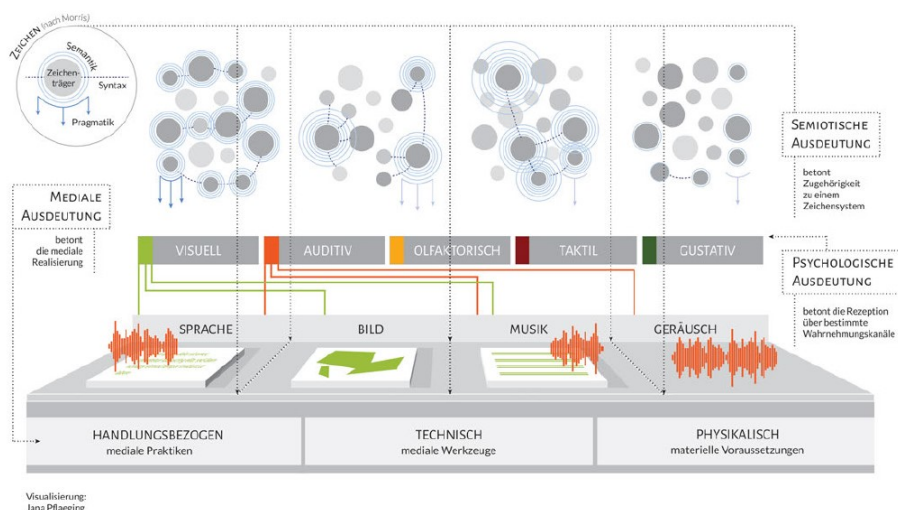 ZEICHEN (nach Morris)
Semantik
Zeichen-
träger
Syntax
Pragmatik
SEMIOTISCHE
AUSDEUTUNG
betont
Zugehörigkeit
zu einem
Zeichensystem
MEDIALE
AUSDEUTUNG
betont
die mediale
Realisierung
VISUELL
AUDITIV
OLFAKTORISCH
TAKTIL
GUSTATIV
PSYCHOLOGISCHE
AUSDEUTUNG
betont die Rezeption
über bestimmte
Wahrnehmungskanäle
SPRACHE
BILD
MUSIK
GERÄUSCH
HANDLUNGSBEZOGEN
mediale Praktiken
TECHNISCH
mediale Werkzeuge
PHYSIKALISCH
materielle Voraussetzungen
Visualisierung:
Jana Pflaeging